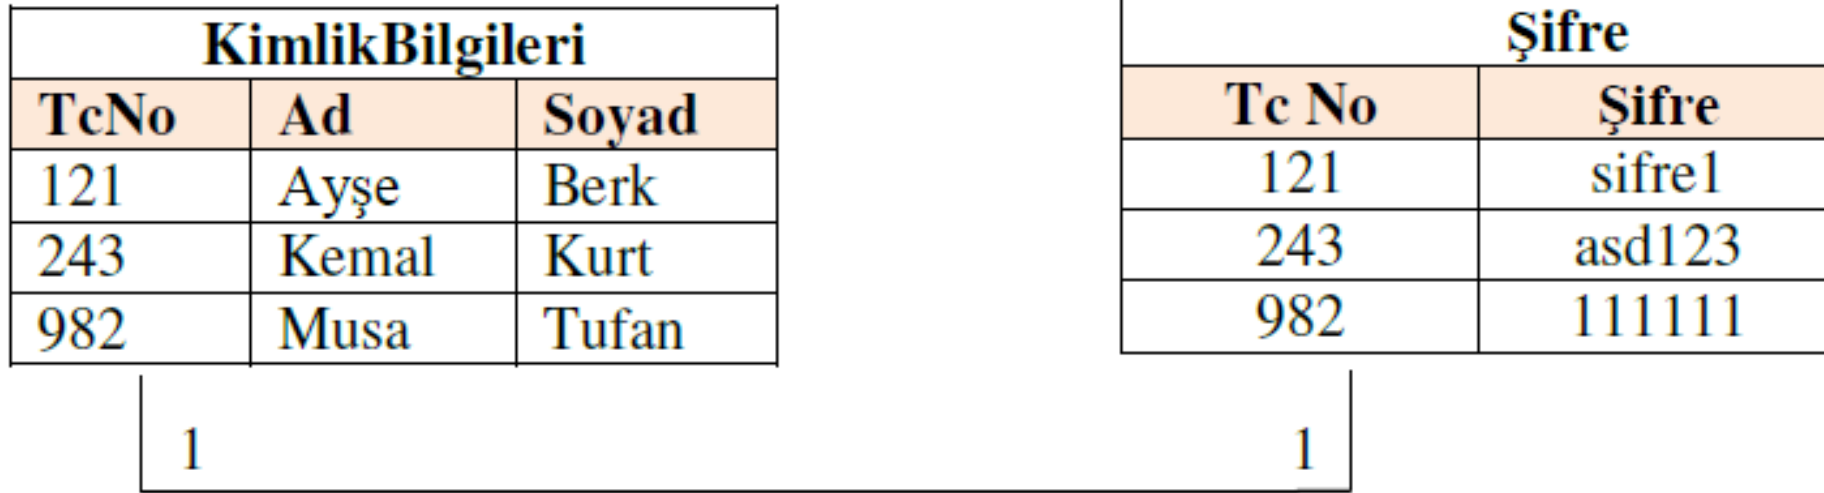 KimlikBilgileri
TcNo Ad Soyad
121 Ayşe Berk
243 Kemal Kurt
982 Musa Tufan
Şifre
Tc No Şifre
121 sifre1
243 asd123
982 111111
1 1